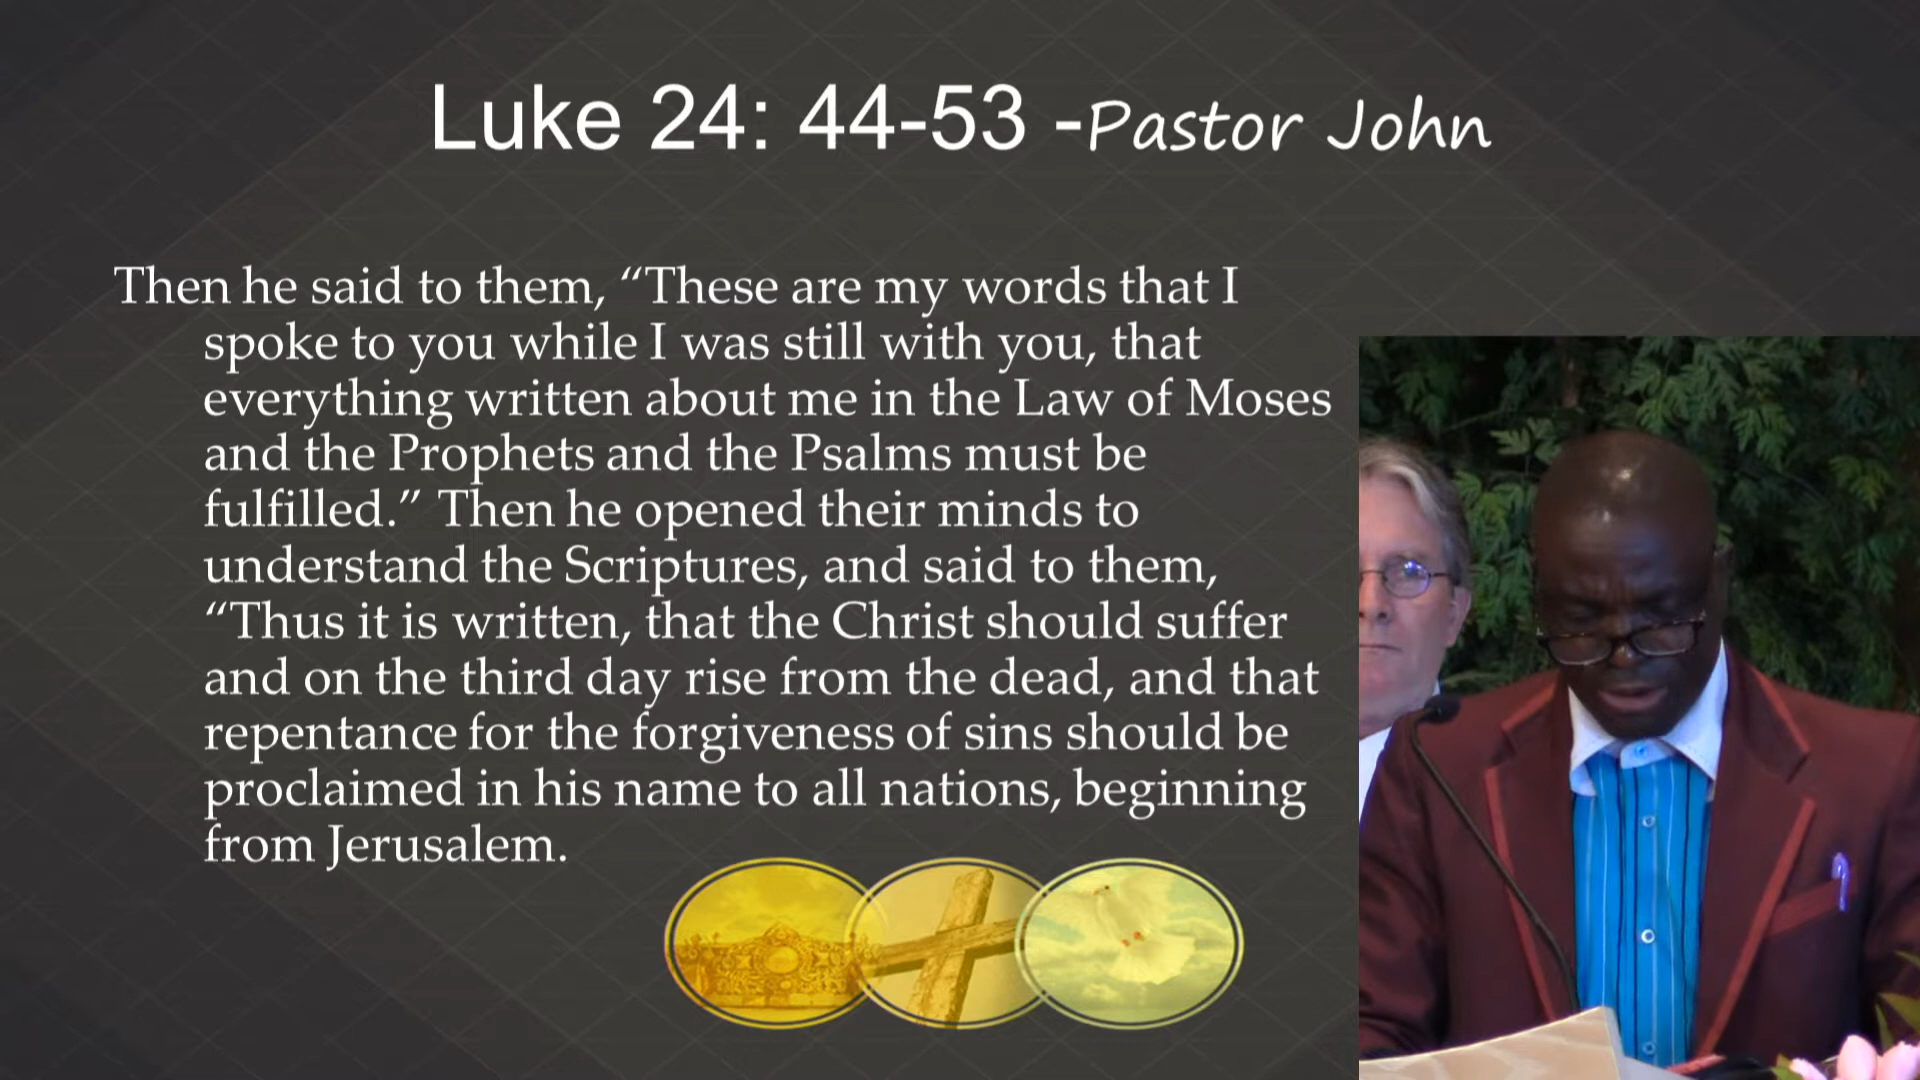 Luke 24: 44-53 -Pastor John
Then he said to them, “These are my words that I
spoke to you while I was still with you, that
everything written about me in the Law of Moses
and the Prophets and the Psalms must be
fulfilled.” Then he opened their minds to
understand the Scriptures, and said to them,
“Thus it is written, that the Christ should suffer
and on the third day rise from the dead, and that
repentance for the forgiveness of sins should be
proclaimed in his name to all nations, beginning
from Jerusalem.